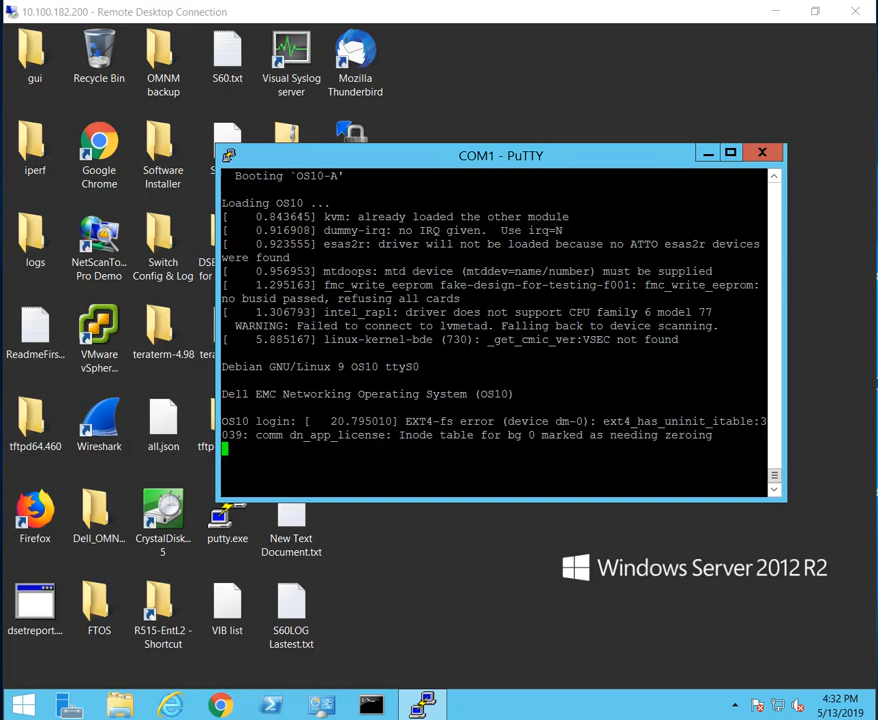 10.100.182.200 - Remote Desktop Connection
gui
Recycle Bin
OMNM
backup
S60.txt
Visual Syslog
server
Mozilla
Thunderbird
iperf
Google
Chrome
Software
Installer
COM1 - PuTTY
Booting `OS10-A'
Loading OS10 ...
[    0.843645] kvm: already loaded the other module
[    0.916908] dummy-irq: no IRQ given.  Use irq=N
[    0.923555] esas2r: driver will not be loaded because no ATTO esas2r devices
were found
[    0.956953] mtdoops: mtd device (mtddev=name/number) must be supplied
[    1.295163] fmc_write_eeprom fake-design-for-testing-f001: fmc_write_eeprom:
no busid passed, refusing all cards
[    1.306793] intel_rapl: driver does not support CPU family 6 model 77
WARNING: Failed to connect to lvmetad. Falling back to device scanning.
[    5.885167] linux-kernel-bde (730): _get_cmic_ver:VSEC not found
Debian GNU/Linux 9 OS10 ttyS0
Dell EMC Networking Operating System (OS10)
OS10 login: [   20.795010] EXT4-fs error (device dm-0): ext4_has_uninit_itable:3
039: comm dn_app_license: Inode table for bg 0 marked as needing zeroing
logs
NetScanTo...
Pro Demo
Switch
Config & Log
DSE
for
ReadmeFirs...
VMware
vSpher...
teraterm-4.98
tera
tftpd64.460
Wireshark
all.json
tftp
Firefox
Dell_OMN...
CrystalDisk...
5
putty.exe
New Text
Document.txt
Windows Server 2012 R2
dsetreport....
FTOS
R515-EntL2 -
Shortcut
VIB list
S60LOG
Lastest.txt
4:32 PM
5/13/2019